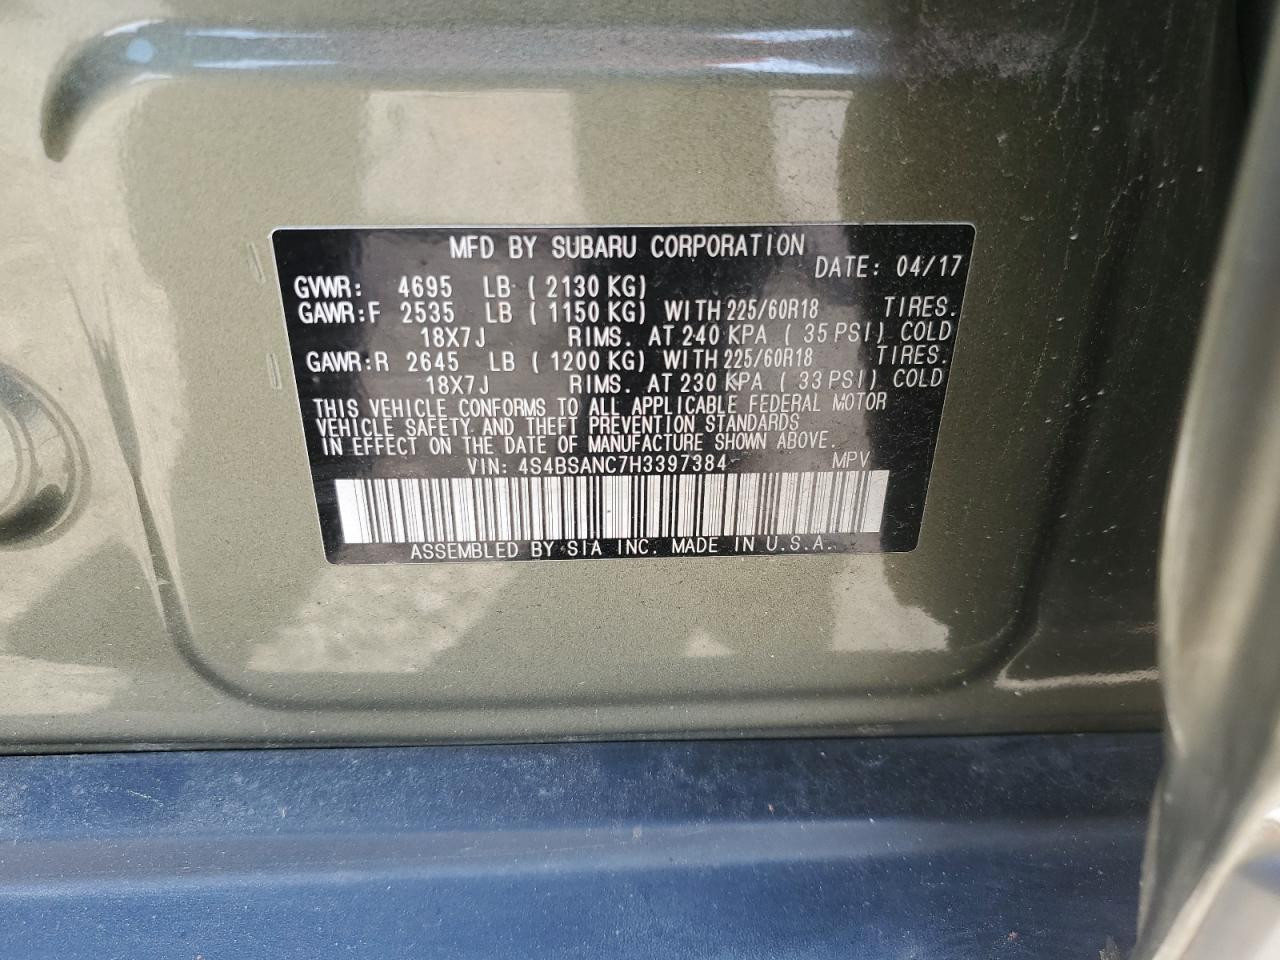 MFD BY SUBARU CORPORATION
DATE: 04/17
GVWR: 4695 LB ( 2130 KG)
GAWR:F 2535 LB ( 1150 KG) WITH 225/60R18 TIRES.
18X7J RIMS. AT 240 KPA ( 35 PSI) COLD
GAWR:R 2645 LB ( 1200 KG) WITH 225/60R18 TIRES.
18X7J RIMS. AT 230 KPA ( 33 PSI) COLD
THIS VEHICLE CONFORMS TO ALL APPLICABLE FEDERAL MOTOR
VEHICLE SAFETY AND THEFT PREVENTION STANDARDS
IN EFFECT ON THE DATE OF MANUFACTURE SHOWN ABOVE.
VIN: 4S4BSANC7H3397384 MPV
ASSEMBLED BY SIA INC. MADE IN U.S.A.